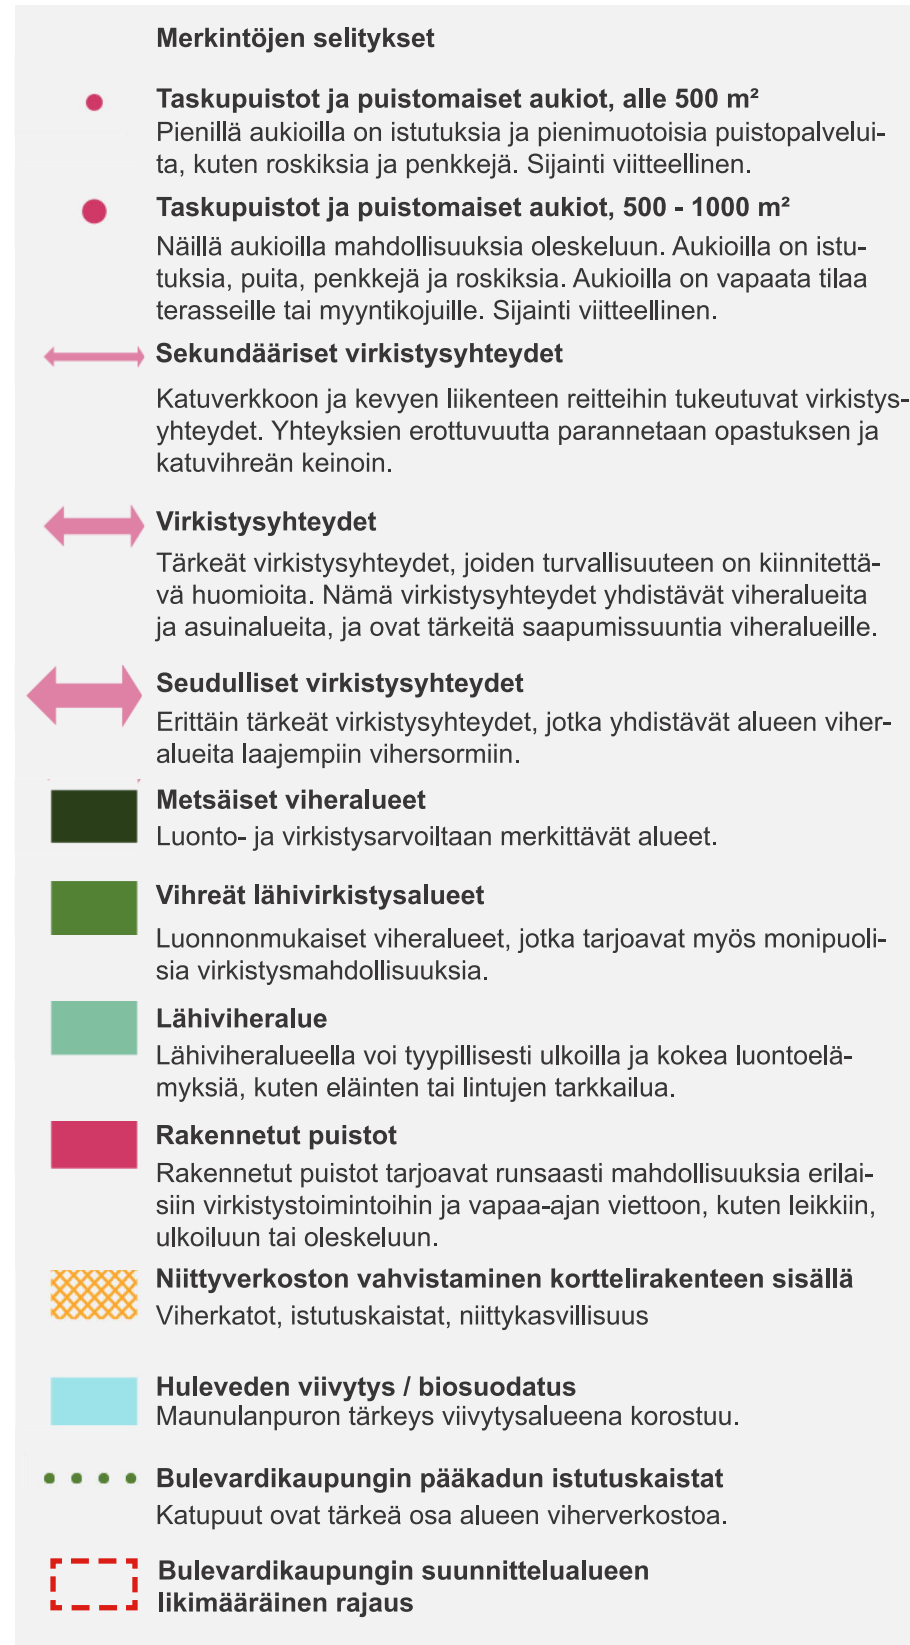 Merkintöjen selitykset
Taskupuistot ja puistomaiset aukiot, alle 500 m²
Pienillä aukioilla on istutuksia ja pienimuotoisia puistopalvelui-
ta, kuten roskiksia ja penkkejä. Sijainti viitteellinen.
Taskupuistot ja puistomaiset aukiot, 500 - 1000 m²
Näillä aukioilla mahdollisuuksia oleskeluun. Aukioilla on istu-
tuksia, puita, penkkejä ja roskiksia. Aukioilla on vapaata tilaa
terasseille tai myyntikojuille. Sijainti viitteellinen.
Sekundääriset virkistysyhteydet
Katuverkkoon ja kevyen liikenteen reitteihin tukeutuvat virkistys-
yhteydet. Yhteyksien erottuvuutta parannetaan opastuksen ja
katuvihreän keinoin.
Virkistysyhteydet
Tärkeät virkistysyhteydet, joiden turvallisuuteen on kiinnitettä-
vä huomioita. Nämä virkistysyhteydet yhdistävät viheralueita
ja asuinalueita, ja ovat tärkeitä saapumissuuntia viheralueille.
Seudulliset virkistysyhteydet
Erittäin tärkeät virkistysyhteydet, jotka yhdistävät alueen viher-
alueita laajempiin vihersormiin.
Metsäiset viheralueet
Luonto- ja virkistysarvoiltaan merkittävät alueet.
Vihreät lähivirkistysalueet
Luonnonmukaiset viheralueet, jotka tarjoavat myös monipuoli-
sia virkistysmahdollisuuksia.
Lähiviheralue
Lähiviheralueella voi tyypillisesti ulkoilla ja kokea luontoelä-
myksiä, kuten eläinten tai lintujen tarkkailua.
Rakennetut puistot
Rakennetut puistot tarjoavat runsaasti mahdollisuuksia erilai-
siin virkistystoimintoihin ja vapaa-ajan viettoon, kuten leikkiin,
ulkoiluun tai oleskeluun.
Niittyverkoston vahvistaminen korttelirakenteen sisällä
Viherkatot, istutuskaistat, niittykasvillisuus
Huleveden viivytys / biosuodatus
Maunulanpuron tärkeys viivytysalueena korostuu.
Bulevardikaupungin pääkadun istutuskaistat
Katupuut ovat tärkeä osa alueen viherverkostoa.
Bulevardikaupungin suunnittelualueen
likimääräinen rajaus